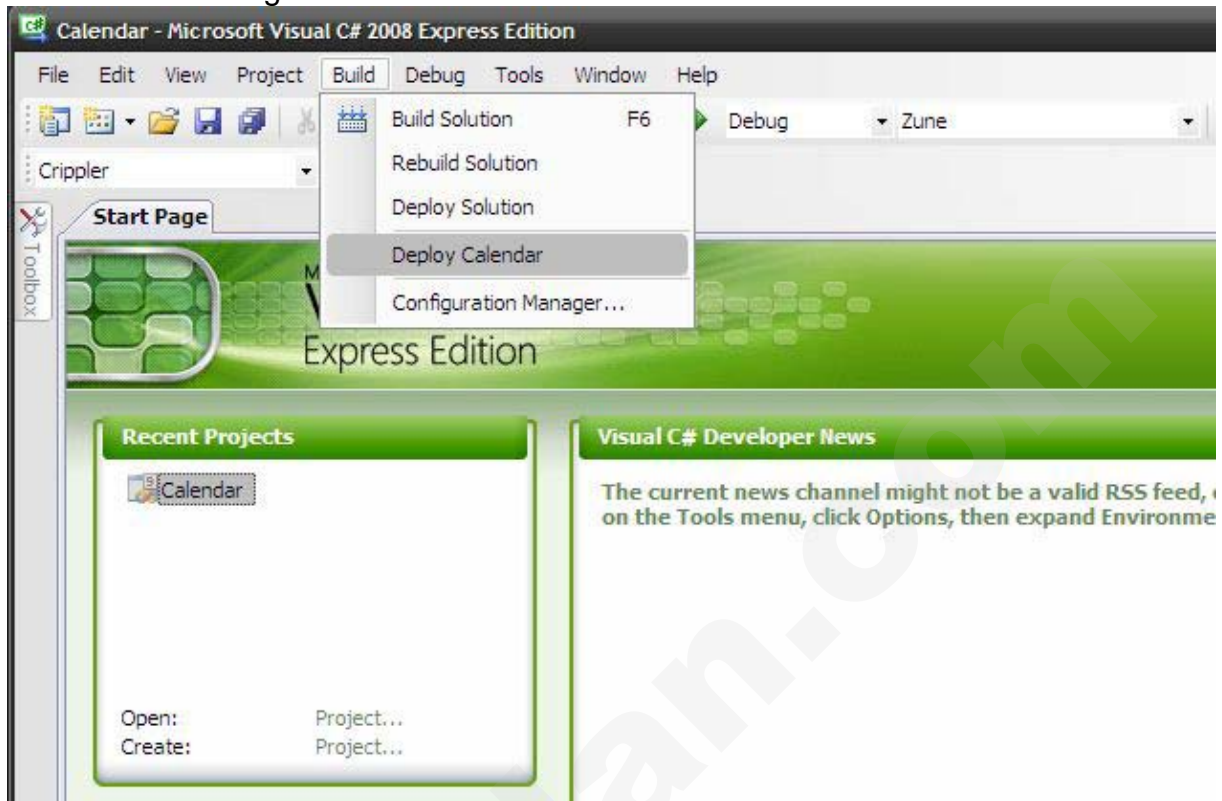 Calendar - Microsoft Visual C# 2008 Express Edition
File Edit View Project Build Debug Tools Window Help
Build Solution F6
Debug
Zune
Crippler
Rebuild Solution
Deploy Solution
Start Page
Toolbox
Deploy Calendar
Configuration Manager...
Express Edition
Recent Projects
Visual C# Developer News
Calendar
The current news channel might not be a valid RSS feed,
on the Tools menu, click Options, then expand Environme
Open: Project...
Create: Project...